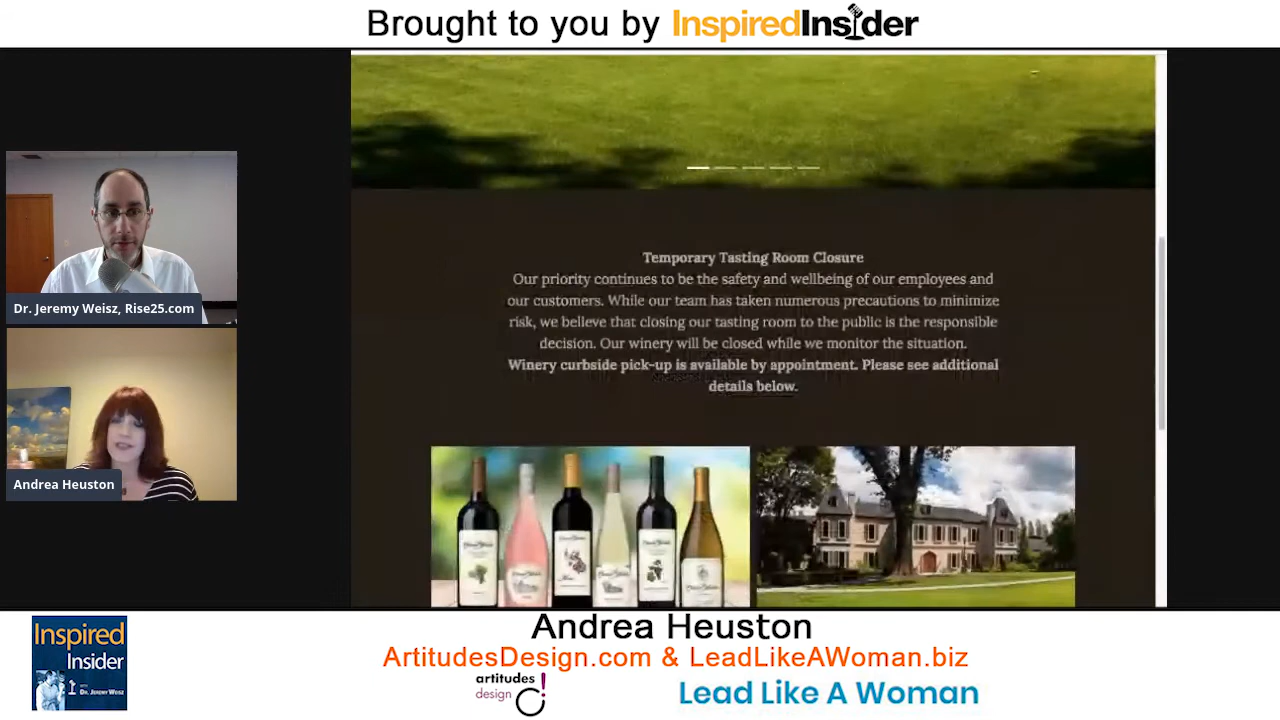 Brought to you by InspiredInsider
Dr. Jeremy Weisz, Rise25.com
Andrea Heuston
Temporary Tasting Room Closure
Our priority continues to be the safety and wellbeing of our employees and
our customers. While our team has taken numerous precautions to minimize
risk, we believe that closing our tasting room to the public is the responsible
decision. Our winery will be closed while we monitor the situation.
Winery curbside pick-up is available by appointment. Please see additional
details below.
Inspired
Insider
WITH
DR. JEREMY WEISZ
Andrea Heuston
ArtitudesDesign.com & LeadLikeAWoman.biz
artitudes
design
Lead Like A Woman